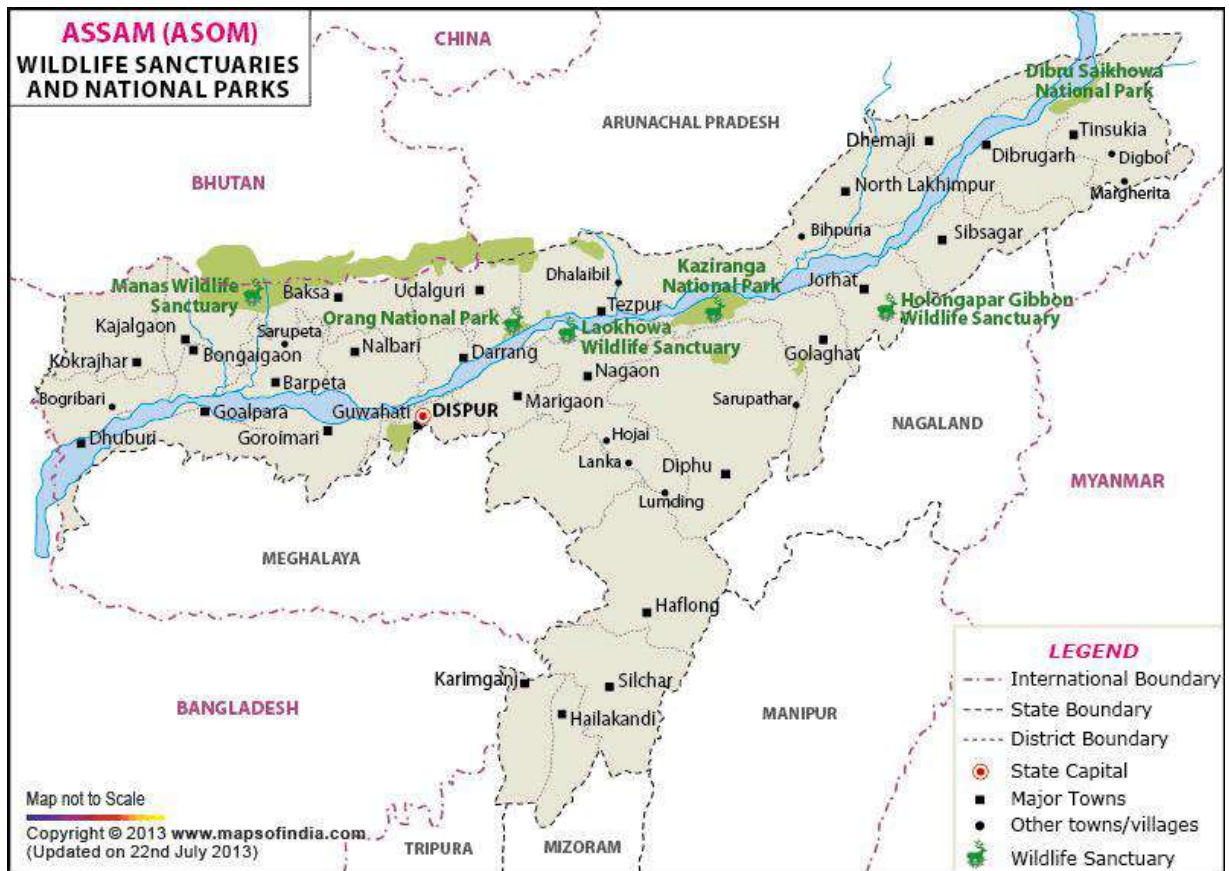 ASSAM (ASOM)
WILDLIFE SANCTUARIES
AND NATIONAL PARKS
CHINA
ARUNACHAL PRADESH
BHUTAN
Dibru Saikhowa
National Park
Dhemaji
Tinsukia
Dibrugarh
Digboi
Margherita
North Lakhimpur
Bihpuria
Sibsagar
Manas Wildlife
Sanctuary
Baksa
Udalguri
Dhalaibil
Kaziranga
National Park
Jorhat
Holongapar Gibbon
Wildlife Sanctuary
Orang National Park
Tezpur
Laokhowa
Wildlife Sanctuary
Kajalgaon
Sarupeta
Bongaigaon
Nalbari
Darrang
Golaghat
Kokrajhar
Barpeta
Nagaon
Bogribari
Goalpara
Guwahati
DISPUR
Marigaon
Sarupathar
NAGALAND
Dhuburi
Goroimari
Hojai
Lanka
Diphu
Lumding
MYANMAR
MEGHALAYA
Haflong
Karimganj
Silchar
Hailakandi
BANGLADESH
MANIPUR
TRIPURA
MIZORAM
LEGEND
International Boundary
State Boundary
District Boundary
State Capital
Major Towns
Other towns/villages
Wildlife Sanctuary
Map not to Scale
Copyright © 2013 www.mapsofindia.com
(Updated on 22nd July 2013)